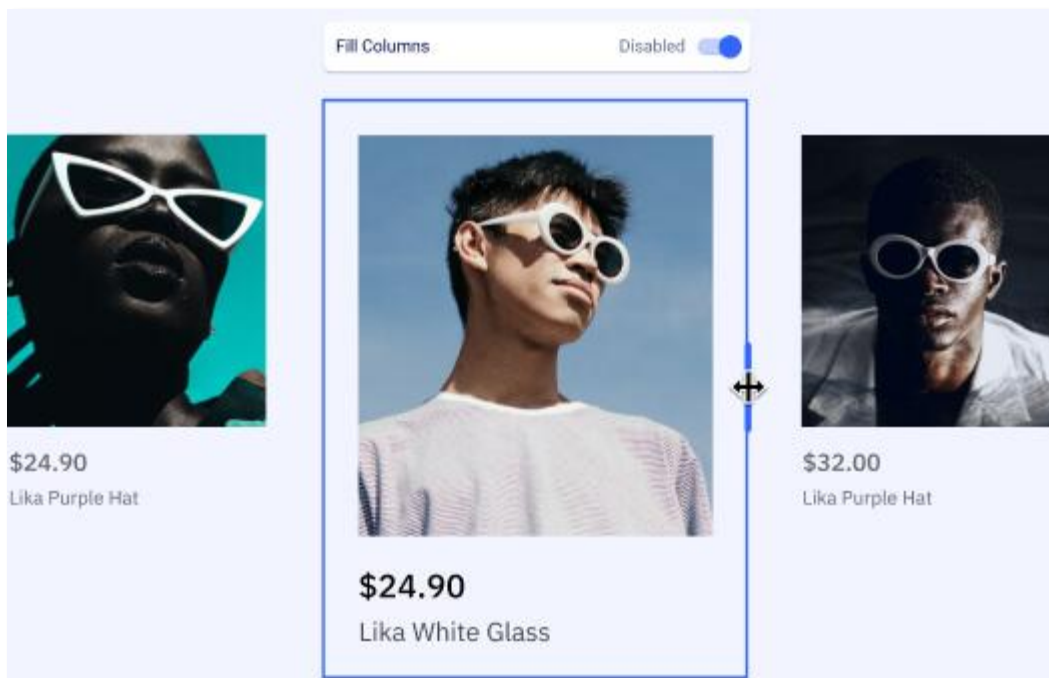 Fill Columns Disabled
$24.90
Lika Purple Hat
$24.90
Lika White Glass
$32.00
Lika Purple Hat